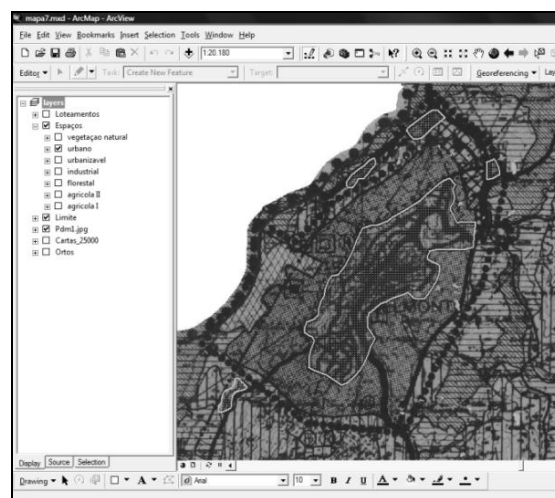 mapa7.mxd - ArcMap - ArcView
File Edit View Bookmarks Insert Selection Tools Window Help
1:20.180
Editor Task: Create New Feature Target: Georeferencing Lay
layers
Loteamentos
Espaços
vegetaçao natural
urbano
urbanizavel
industrial
florestal
agricola II
agricola I
Limite
Pdm1.jpg
Cartas_25000
Ortos
MONT
Display Source Selection
Drawing A Arial 10 B I U A